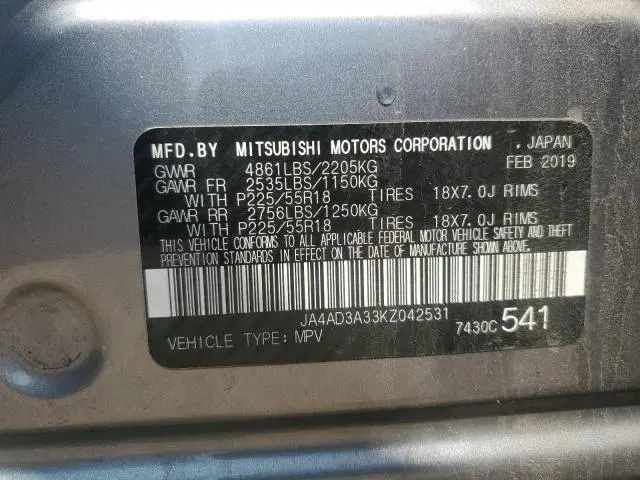 MFD.BY MITSUBISHI MOTORS CORPORATION , JAPAN
GVWR 4861LBS/2205KG FEB 2019
GAWR FR 2535LBS/1150KG
WITH P225/55R18 TIRES 18X7.0J RIMS
GAWR RR 2756LBS/1250KG
WITH P225/55R18 TIRES 18X7.0J RIMS
THIS VEHICLE CONFORMS TO ALL APPLICABLE FEDERAL MOTOR VEHICLE SAFETY AND THEFT
PREVENTION STANDARDS IN EFFECT ON THE DATE OF MANUFACTURE SHOWN ABOVE.
JA4AD3A33KZ042531
VEHICLE TYPE: MPV 7430C 541